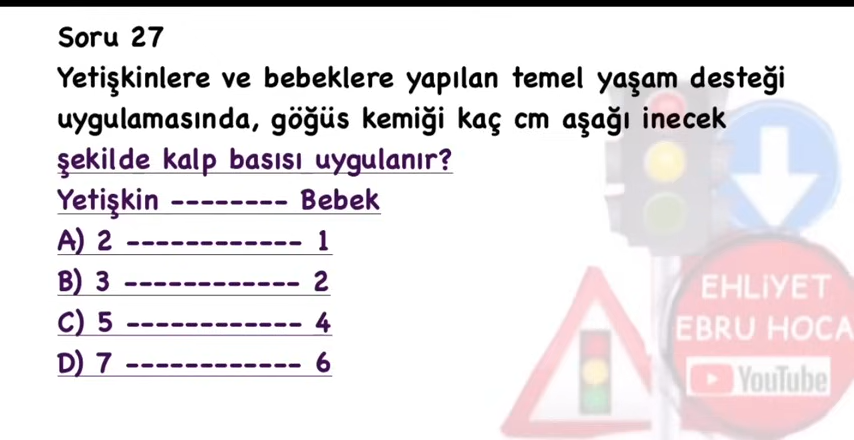 Soru 27
Yetişkinlere ve bebeklere yapılan temel yaşam desteği
uygulamasında, göğüs kemiği kaç cm aşağı inecek
şekilde kalp basısı uygulanır?
Yetişkin -------- Bebek
A) 2 ------------ 1
B) 3 ------------ 2
C) 5 ------------ 4
D) 7 ------------ 6
EHLİYET
EBRU HOCA
YouTube